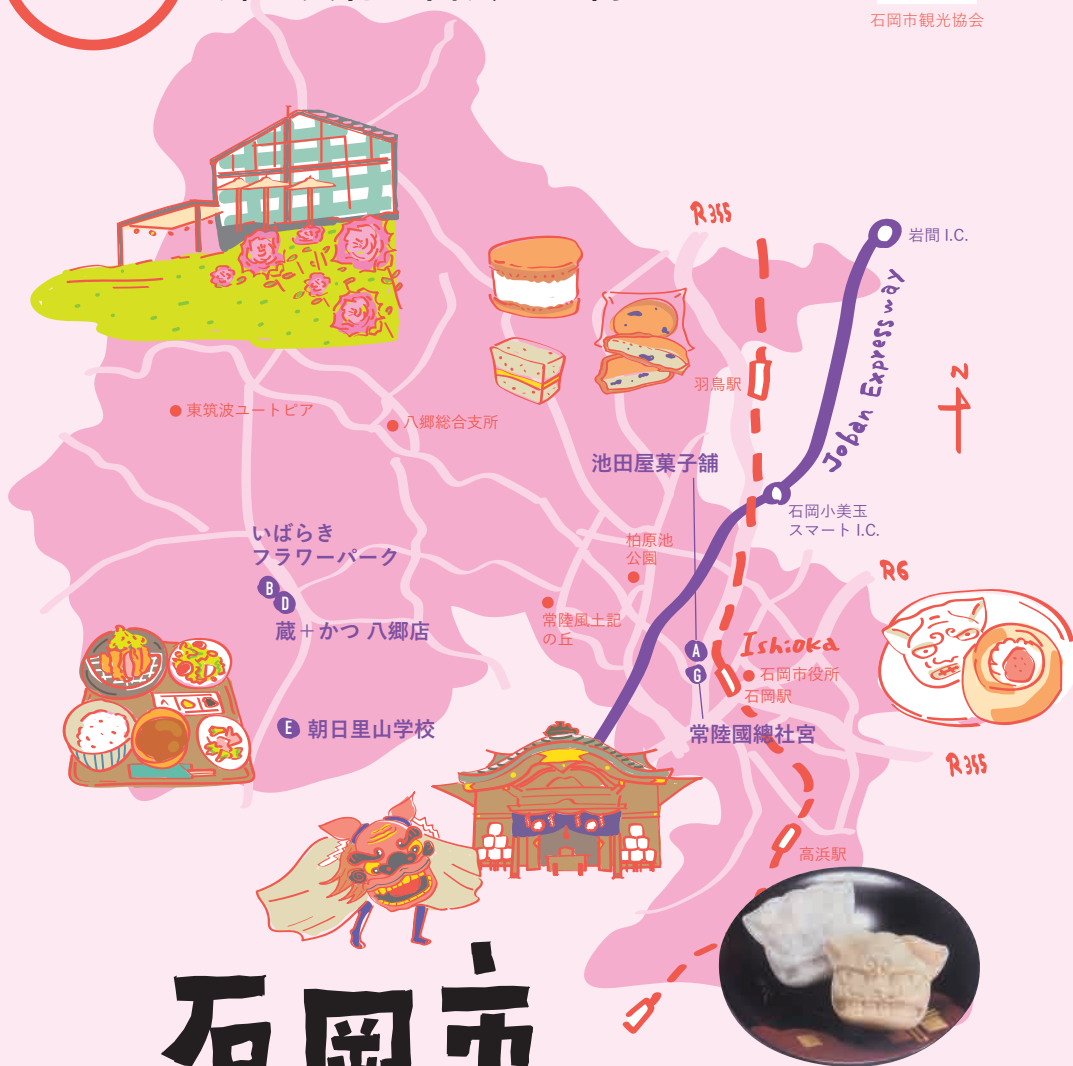 石岡市観光協会
R355
岩間 I.C.
Joban Expressway
N
羽鳥駅
東筑波ユートピア
八郷総合支所
池田屋菓子舗
石岡小美玉
スマート I.C.
いばらき
フラワーパーク
柏原池
公園
R6
B
D
常陸風土記
の丘
蔵＋かつ 八郷店
A
G
Ishioka
石岡市役所
石岡駅
E 朝日里山学校
常陸國總社宮
R355
高浜駅
石岡市